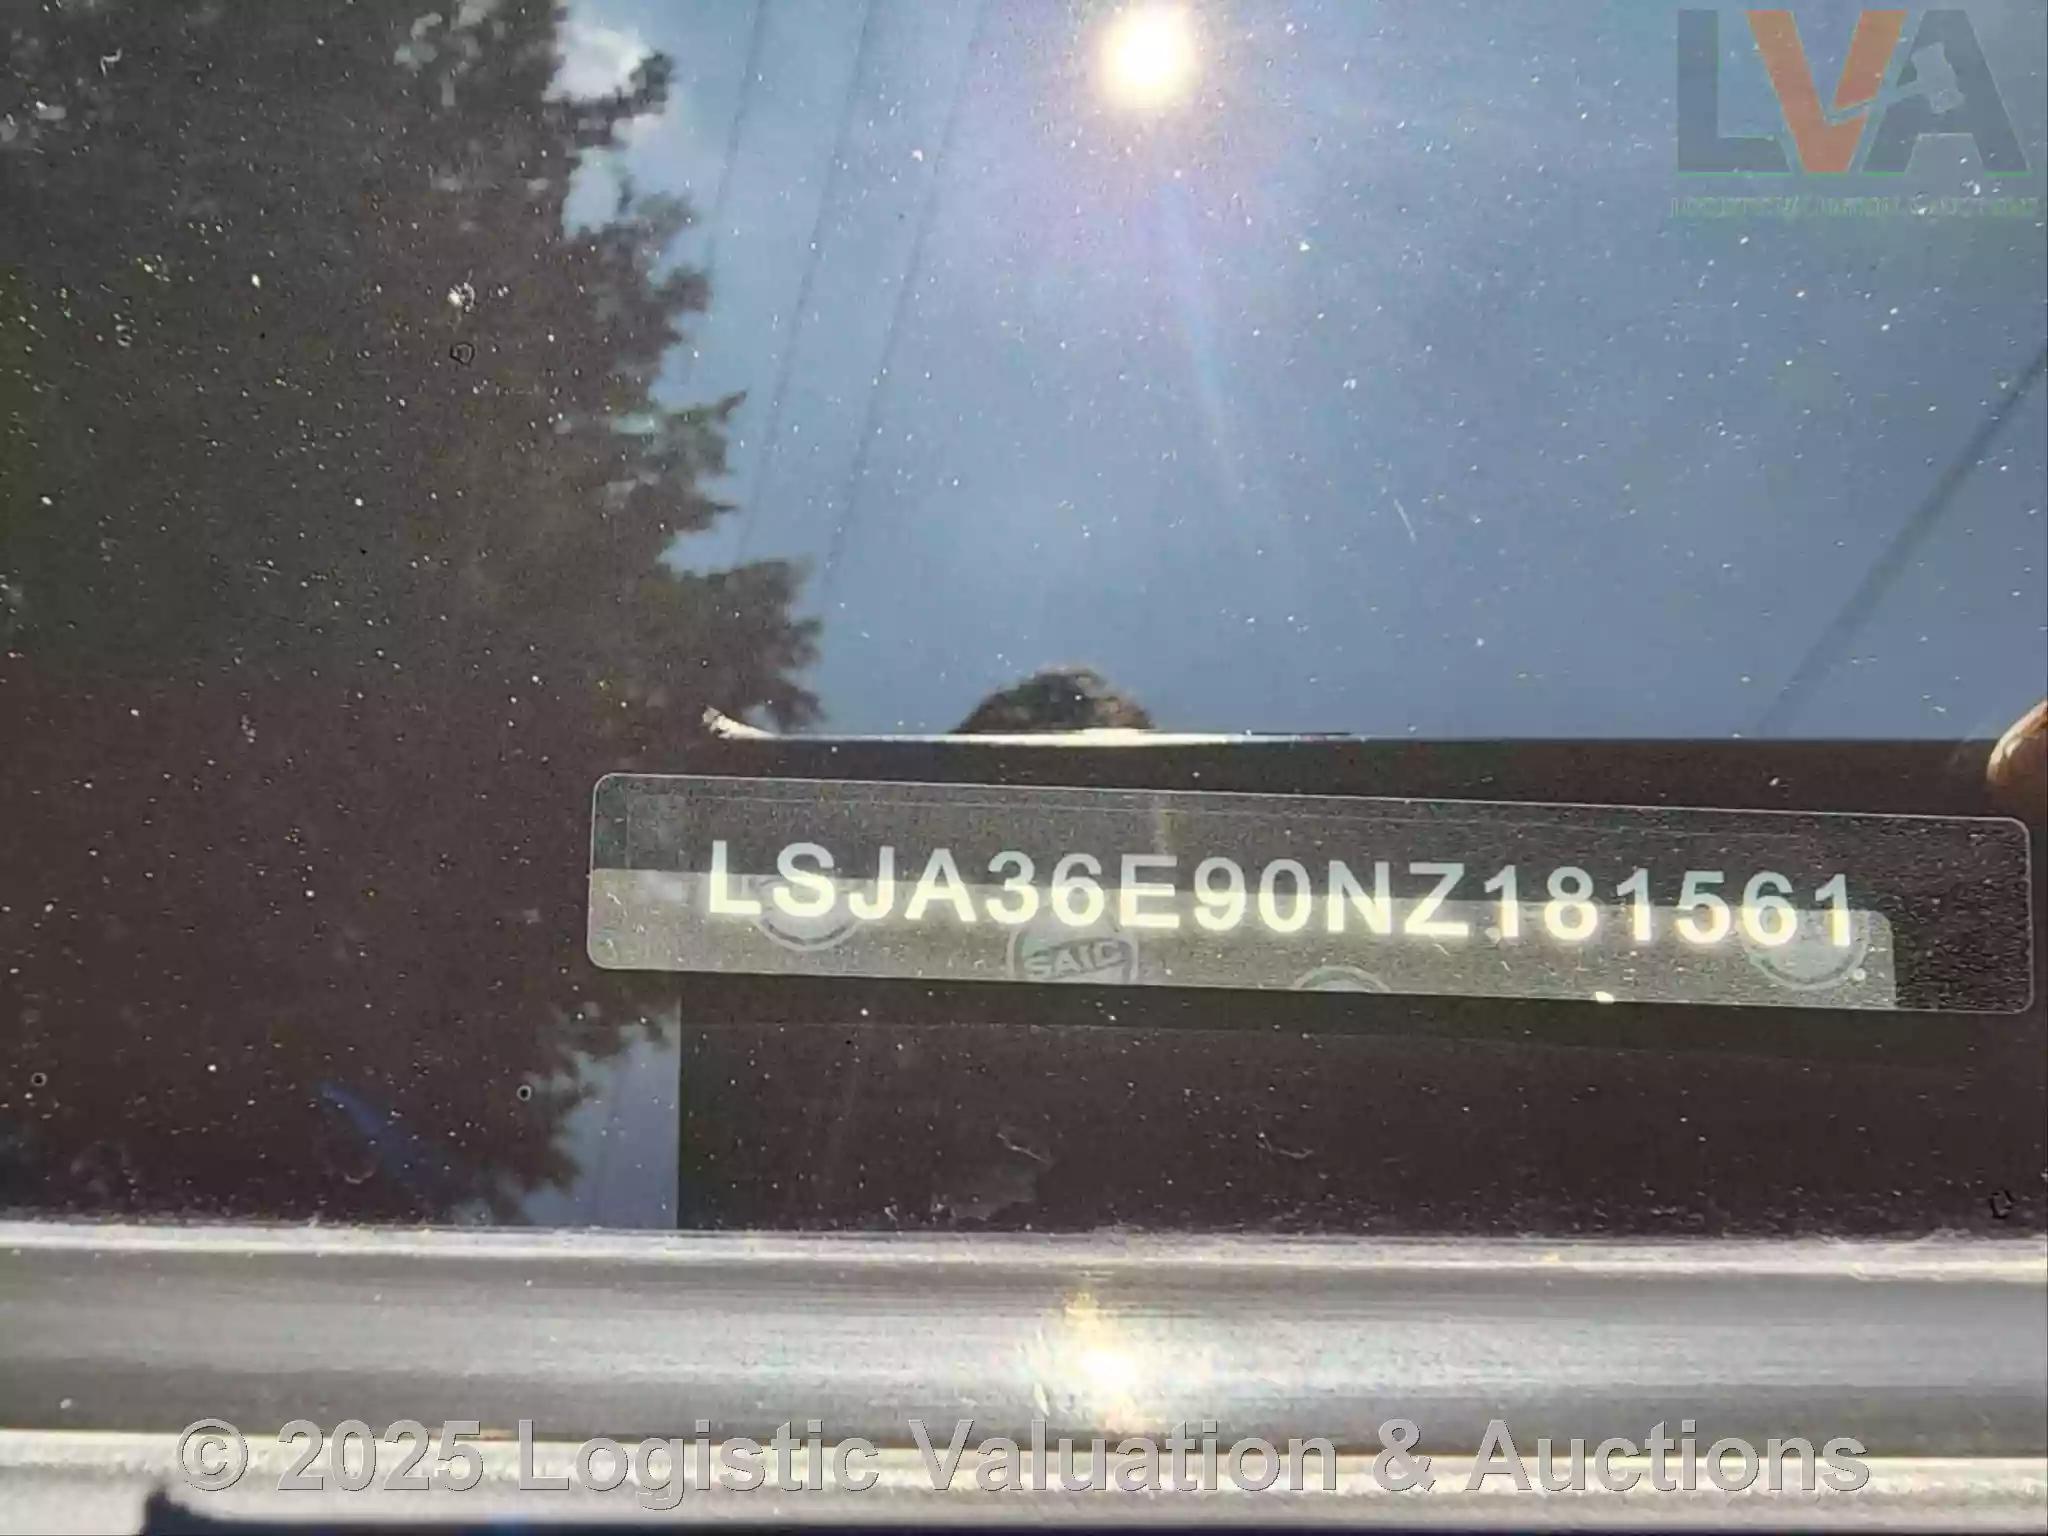 LVA
LSJA36E90NZ181561
SAIC
© 2025 Logistic Valuation & Auctions